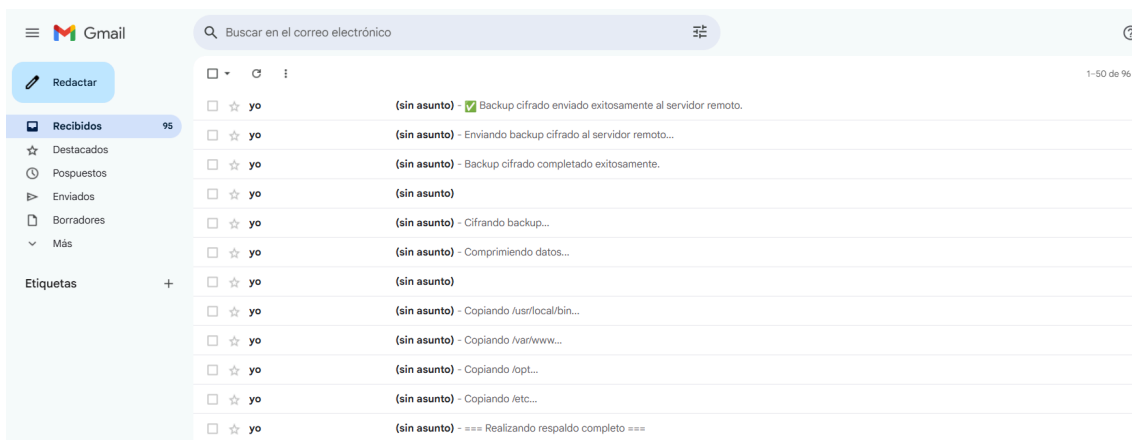 Gmail
Buscar en el correo electrónico
Redactar
1–50 de 96
Recibidos 95
Destacados
Pospuestos
Enviados
Borradores
Más
Etiquetas +
yo (sin asunto) - ✅ Backup cifrado enviado exitosamente al servidor remoto.
yo (sin asunto) - Enviando backup cifrado al servidor remoto...
yo (sin asunto) - Backup cifrado completado exitosamente.
yo (sin asunto)
yo (sin asunto) - Cifrando backup...
yo (sin asunto) - Comprimiendo datos...
yo (sin asunto)
yo (sin asunto) - Copiando /usr/local/bin...
yo (sin asunto) - Copiando /var/www...
yo (sin asunto) - Copiando /opt...
yo (sin asunto) - Copiando /etc...
yo (sin asunto) - === Realizando respaldo completo ===